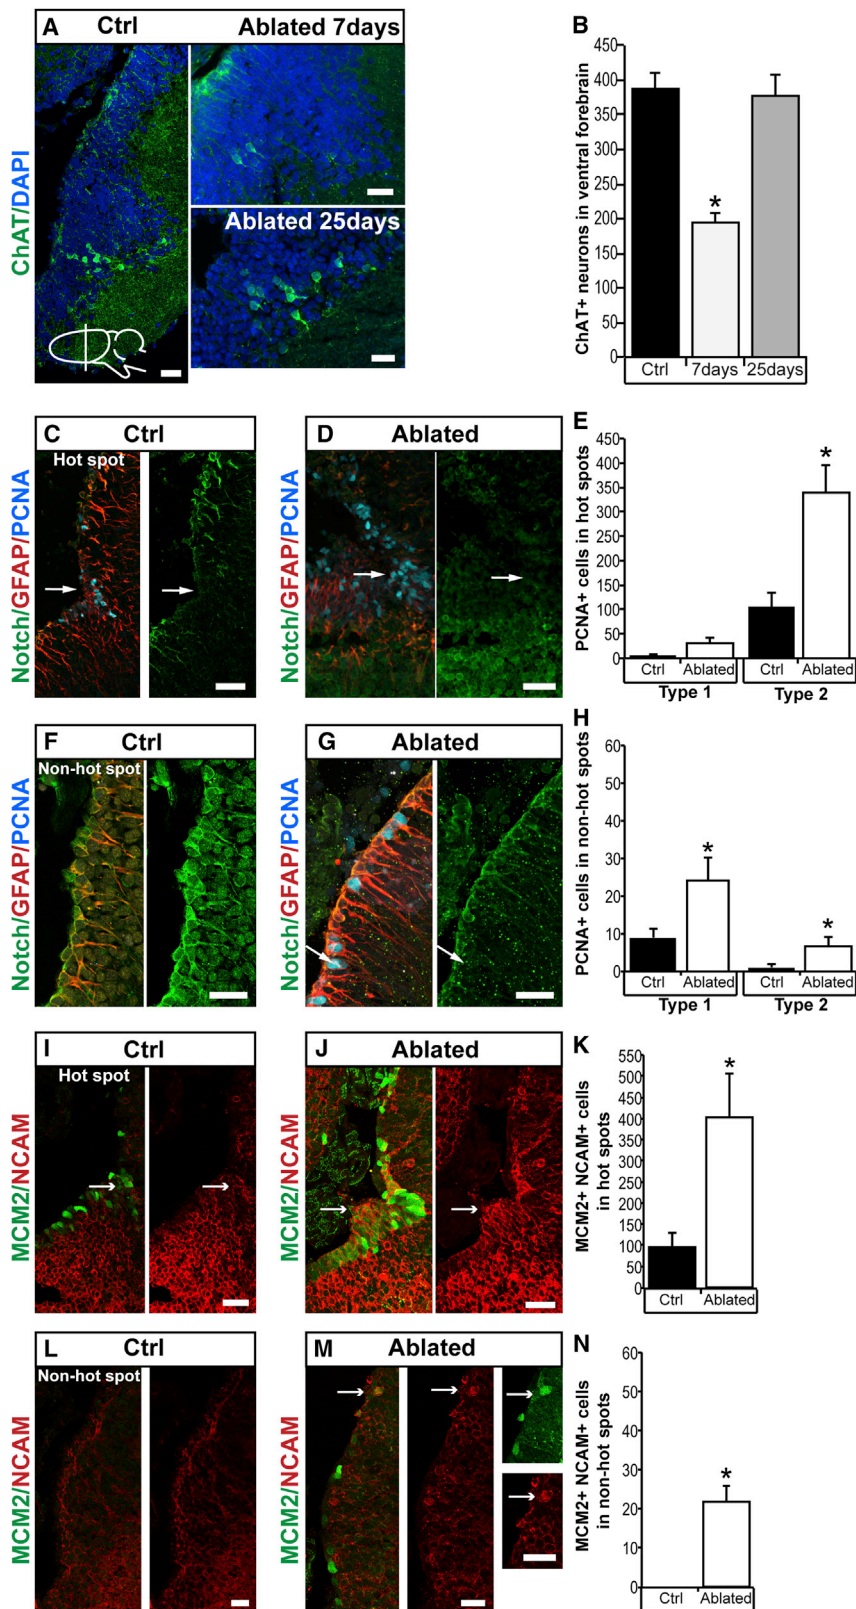 A Ctrl Ablated 7days
ChAT/DAPI
Ablated 25days
B
ChAT+ neurons in ventral forebrain
450
400
350
300
250
200
150
100
50
0
*
Ctrl 7days 25days
C Ctrl
Hot spot
Notch/GFAP/PCNA
D Ablated
Notch/GFAP/PCNA
E
PCNA+ cells in hot spots
450
400
350
300
250
200
150
100
50
0
*
Ctrl Ablated Ctrl Ablated
Type 1 Type 2
F Ctrl
Non-hot spot
Notch/GFAP/PCNA
G Ablated
Notch/GFAP/PCNA
H
PCNA+ cells in non-hot spots
60
50
40
30
20
10
0
* *
Ctrl Ablated Ctrl Ablated
Type 1 Type 2
I Ctrl
Hot spot
MCM2/NCAM
J Ablated
MCM2/NCAM
K
MCM2+ NCAM+ cells
in hot spots
550
500
450
400
350
300
250
200
150
100
50
0
*
Ctrl Ablated
L Ctrl
Non-hot spot
MCM2/NCAM
M Ablated
MCM2/NCAM
N
MCM2+ NCAM+ cells
in non-hot spots
60
50
40
30
20
10
0
*
Ctrl Ablated